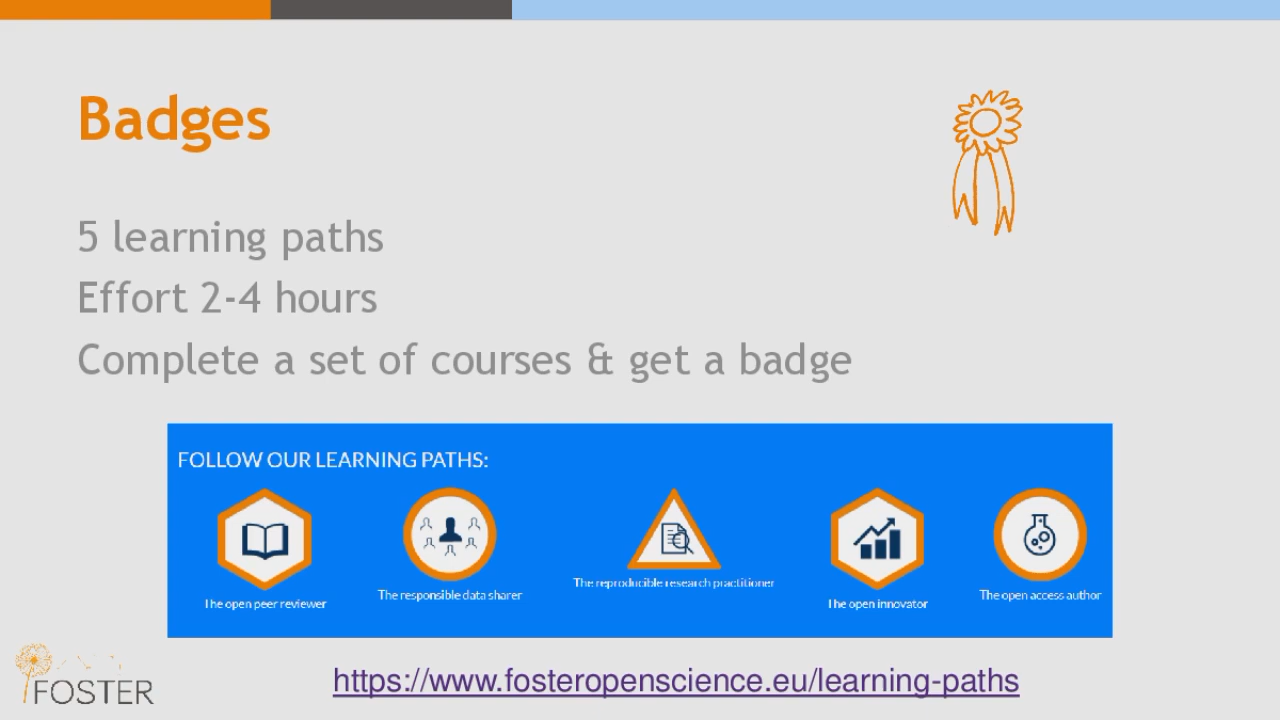 Badges
5 learning paths
Effort 2-4 hours
Complete a set of courses & get a badge
FOLLOW OUR LEARNING PATHS:
The open peer reviewer
The responsible data sharer
The reproducible research practitioner
The open innovator
The open access author
FOSTER
https://www.fosteropenscience.eu/learning-paths